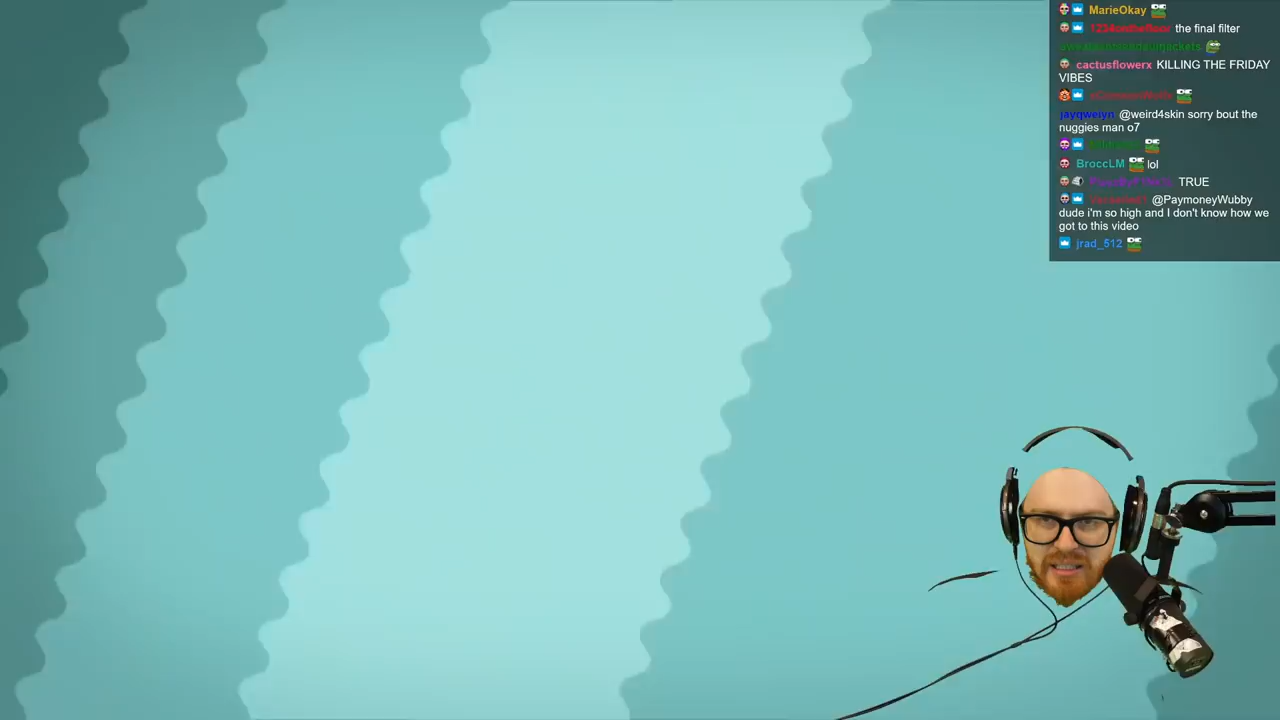 MarieOkay
the final filter
cactusflowerx KILLING THE FRIDAY
VIBES
jayqweiyn @weird4skin sorry bout the
nuggies man o7
BroccLM lol
TRUE
@PaymoneyWubby
dude i'm so high and I don't know how we
got to this video
jrad_512